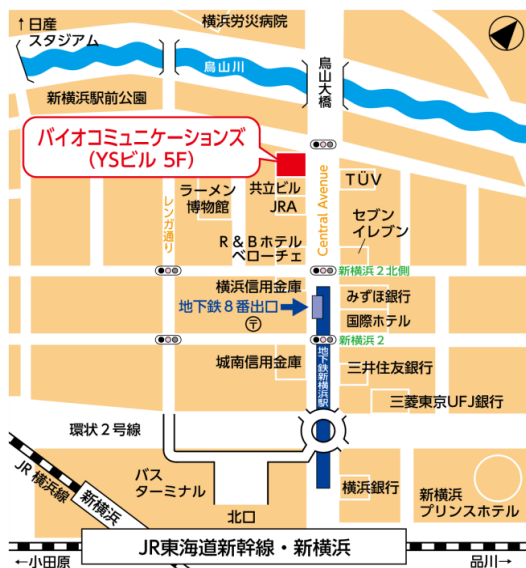 ↑日産
スタジアム
横浜労災病院
鳥山川
鳥山大橋
新横浜駅前公園
バイオコミュニケーションズ
（YSビル 5F）
ラーメン
博物館
共立ビル
JRA
TÜV
Central Avenue
レンガ通り
セブン
イレブン
R＆Bホテル
ベローチェ
新横浜2北側
横浜信用金庫
地下鉄8番出口
〒
みずほ銀行
国際ホテル
新横浜2
城南信用金庫
地下鉄新横浜駅
三井住友銀行
三菱東京UFJ銀行
環状2号線
JR横浜線
新横浜
バス
ターミナル
北口
横浜銀行
新横浜
プリンスホテル
JR東海道新幹線・新横浜
←小田原
品川→